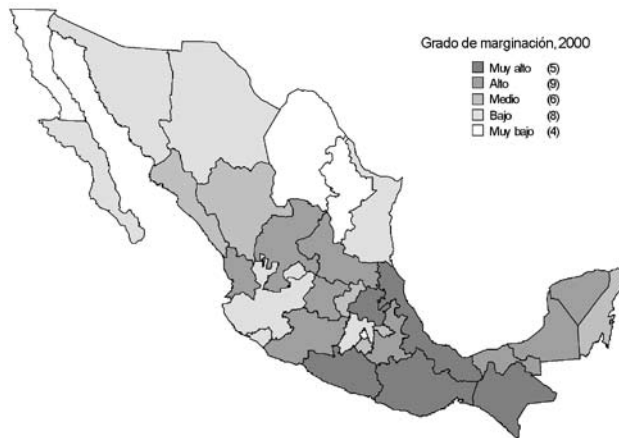 Grado de marginación, 2000
Muy alto (5)
Alto (9)
Medio (6)
Bajo (8)
Muy bajo (4)